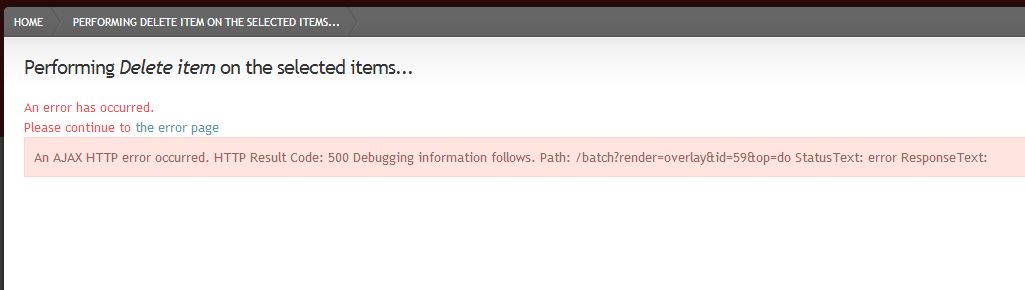 HOME PERFORMING DELETE ITEM ON THE SELECTED ITEMS...
Performing Delete item on the selected items...
An error has occurred.
Please continue to the error page
An AJAX HTTP error occurred. HTTP Result Code: 500 Debugging information follows. Path: /batch?render=overlay&id=59&op=do StatusText: error ResponseText: